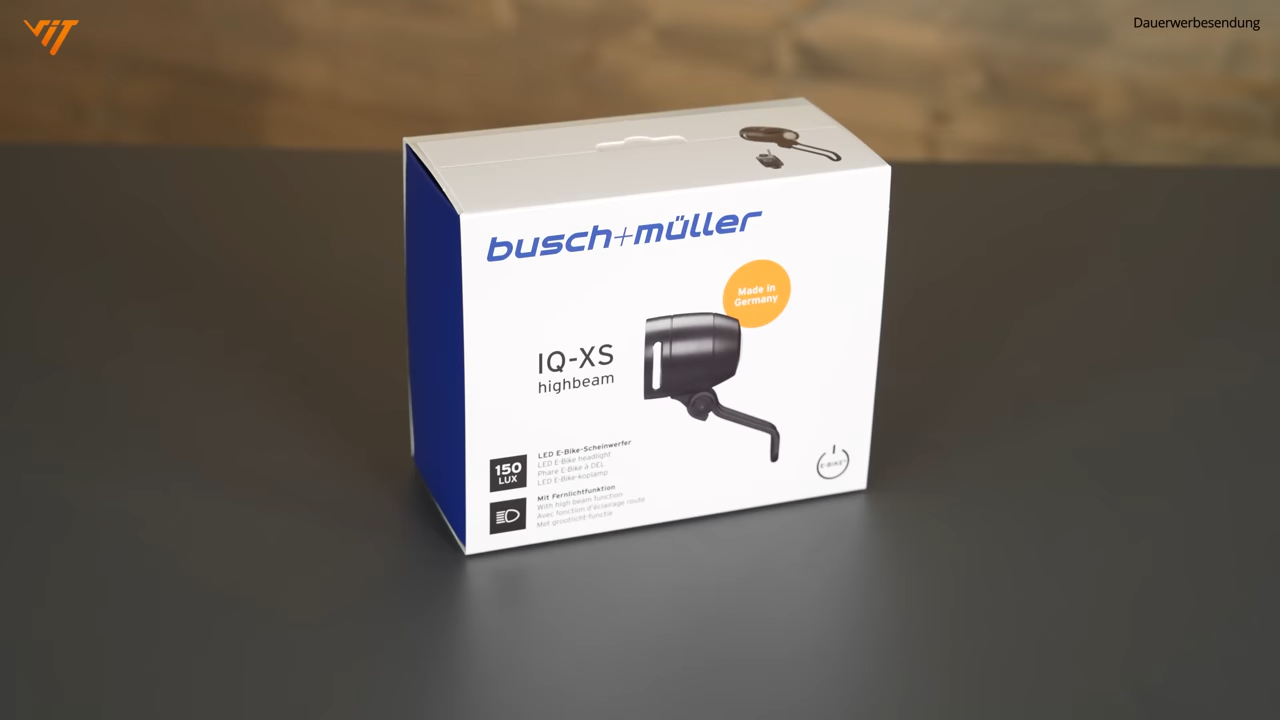 VIT
Dauerwerbesendung
busch+müller
Made in
Germany
IQ-XS
highbeam
150
LUX
LED E-Bike-Scheinwerfer
LED E-Bike headlight
Phare E-Bike à DEL
LED E-Bike-koplamp
Mit Fernlichtfunktion
With high beam function
Avec fonction d'éclairage route
Met grootlicht functie
E-BIKE